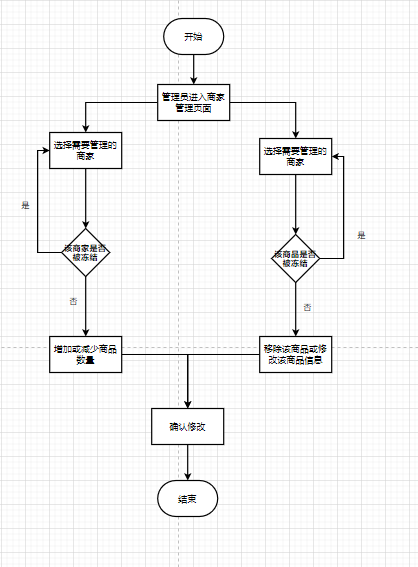 开始
管理员进入商家
管理页面
选择需要管理的
商家
选择需要管理的
商家
是
是
该商家是否
被冻结
该商品是否
被冻结
否
否
增加或减少商品
数量
移除该商品或修
改该商品信息
确认修改
结束